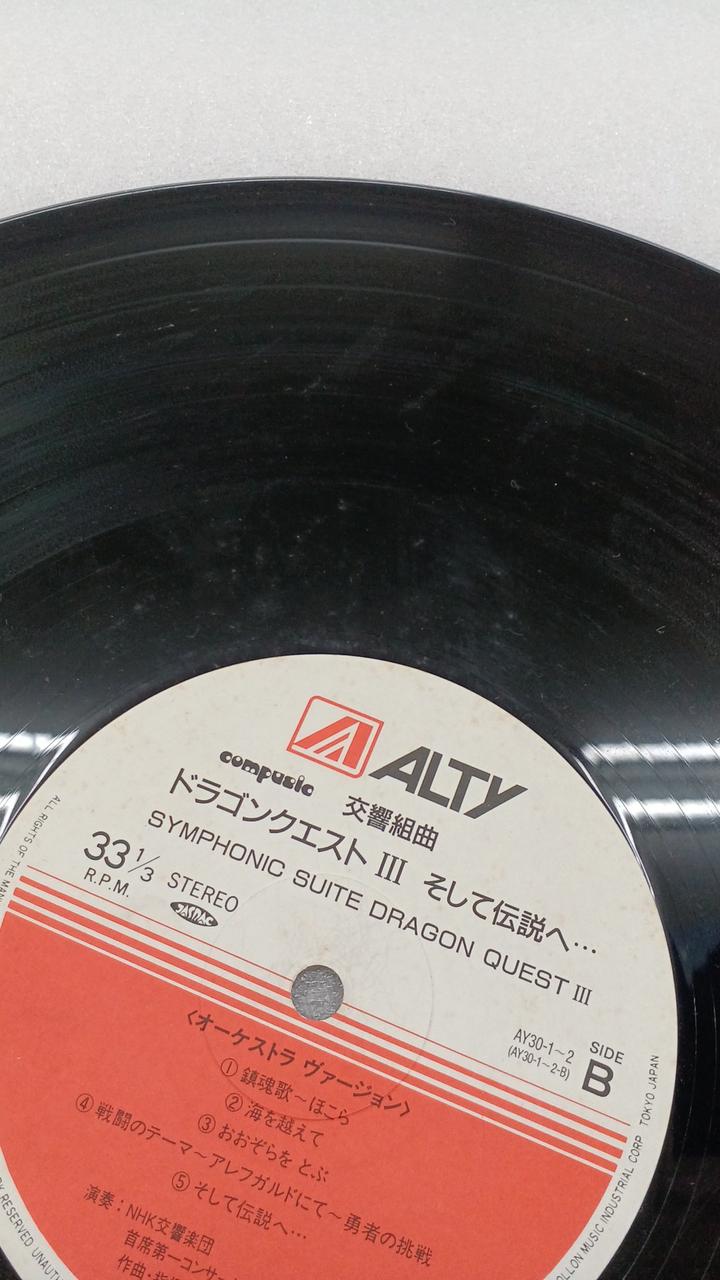 ALTY
compusic
交響組曲
ドラゴンクエスト III そして伝説へ…
SYMPHONIC SUITE DRAGON QUEST III
33 1/3
R.P.M.
STEREO
JASRAC
AY30-1~2
(AY30-1~2-B)
SIDE
B
〈オーケストラ ヴァージョン〉
① 鎮魂歌~ほこら
② 海を越えて
③ おおぞらを とぶ
④ 戦闘のテーマ~アレフガルドにて~勇者の挑戦
⑤ そして伝説へ…
演奏:NHK交響楽団
首席第一コンサ
作曲・指
ALL RIGHTS OF THE
RESERVED
LON MUSIC INDUSTRIAL CORP TOKYO JAPAN